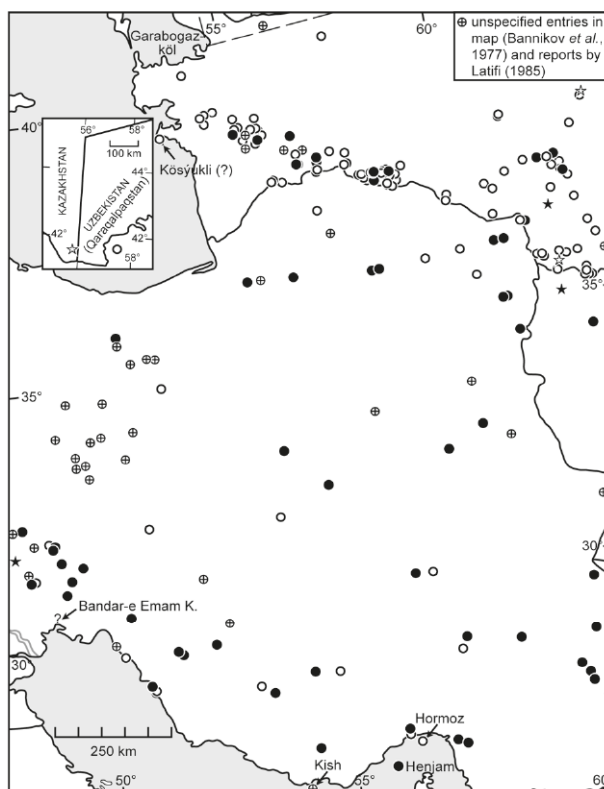 ⊕ unspecified entries in
map (Bannikov et al.,
1977) and reports by
Latifi (1985)
55°
60°
Garabogaz-
köl
40°
56°
58°
100 km
KAZAKHSTAN
UZBEKISTAN
(Qaraqalpaqstan)
44°
42°
42°
58°
Kosýukli (?)
35°
35°
30°
Bandar-e Emam K.
?
30°
250 km
Hormoz
Henjam
Kish
50°
55°
60